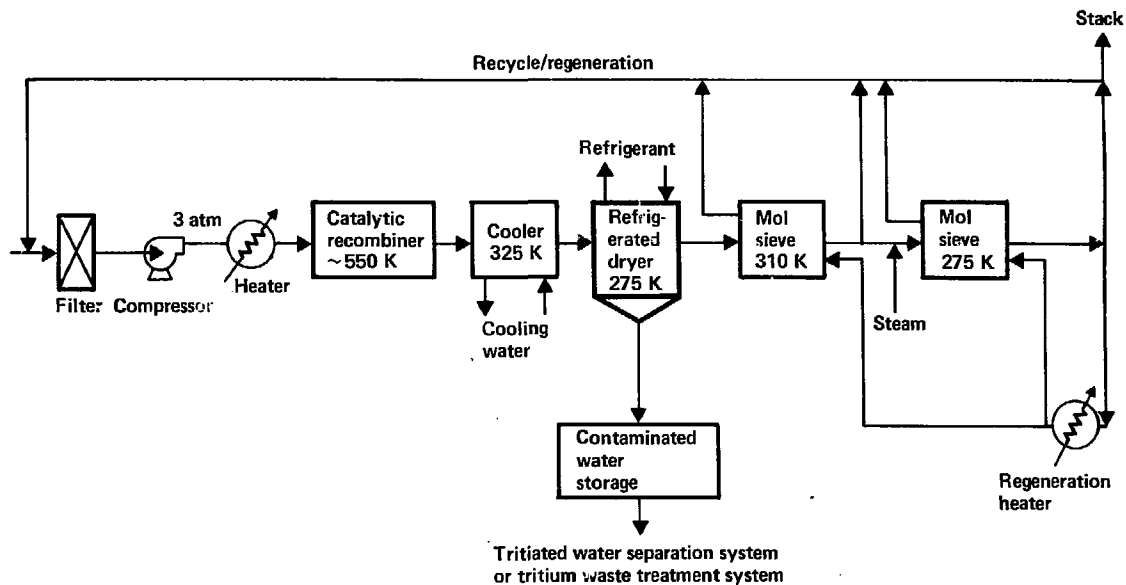 Stack
Recycle/regeneration
Refrigerant
3 atm
Catalytic
recombiner
~550 K
Cooler
325 K
Refrig-
erated
dryer
275 K
Mol
sieve
310 K
Mol
sieve
275 K
Filter Compressor
Heater
Cooling
water
Steam
Contaminated
water
storage
Regeneration
heater
Tritiated water separation system
or tritium waste treatment system